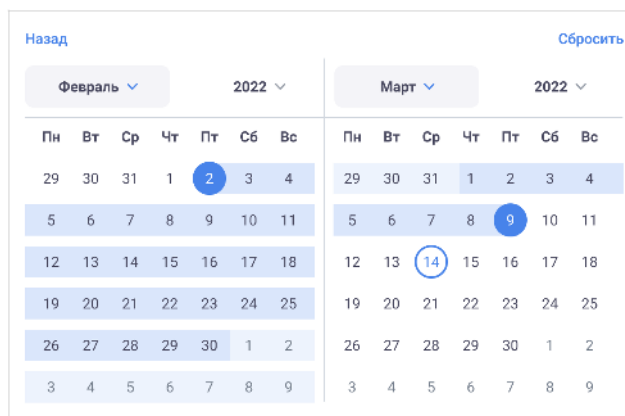 Назад Сбросить
Февраль 2022 Март 2022
Пн Вт Ср Чт Пт Сб Вс Пн Вт Ср Чт Пт Сб Вс
29 30 31 1 2 3 4 29 30 31 1 2 3 4
5 6 7 8 9 10 11 5 6 7 8 9 10 11
12 13 14 15 16 17 18 12 13 14 15 16 17 18
19 20 21 22 23 24 25 19 20 21 22 23 24 25
26 27 28 29 30 1 2 26 27 28 29 30 1 2
3 4 5 6 7 8 9 3 4 5 6 7 8 9